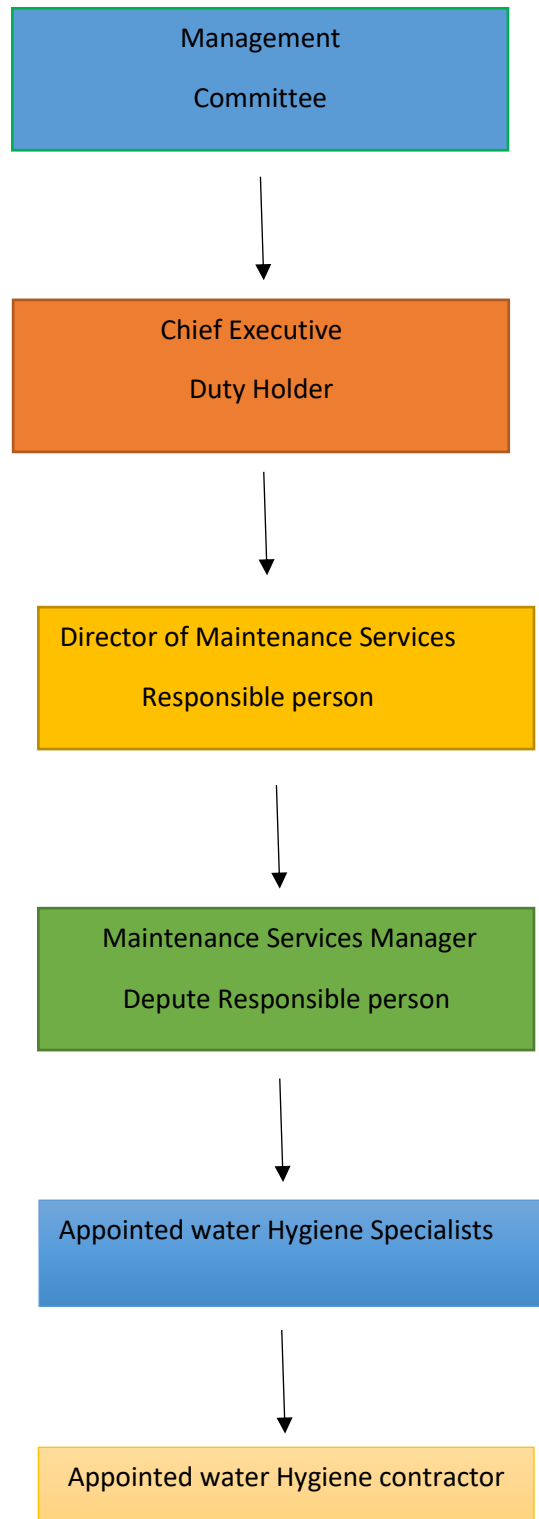 Management
Committee
Chief Executive
Duty Holder
Director of Maintenance Services
Responsible person
Maintenance Services Manager
Depute Responsible person
Appointed water Hygiene Specialists
Appointed water Hygiene contractor